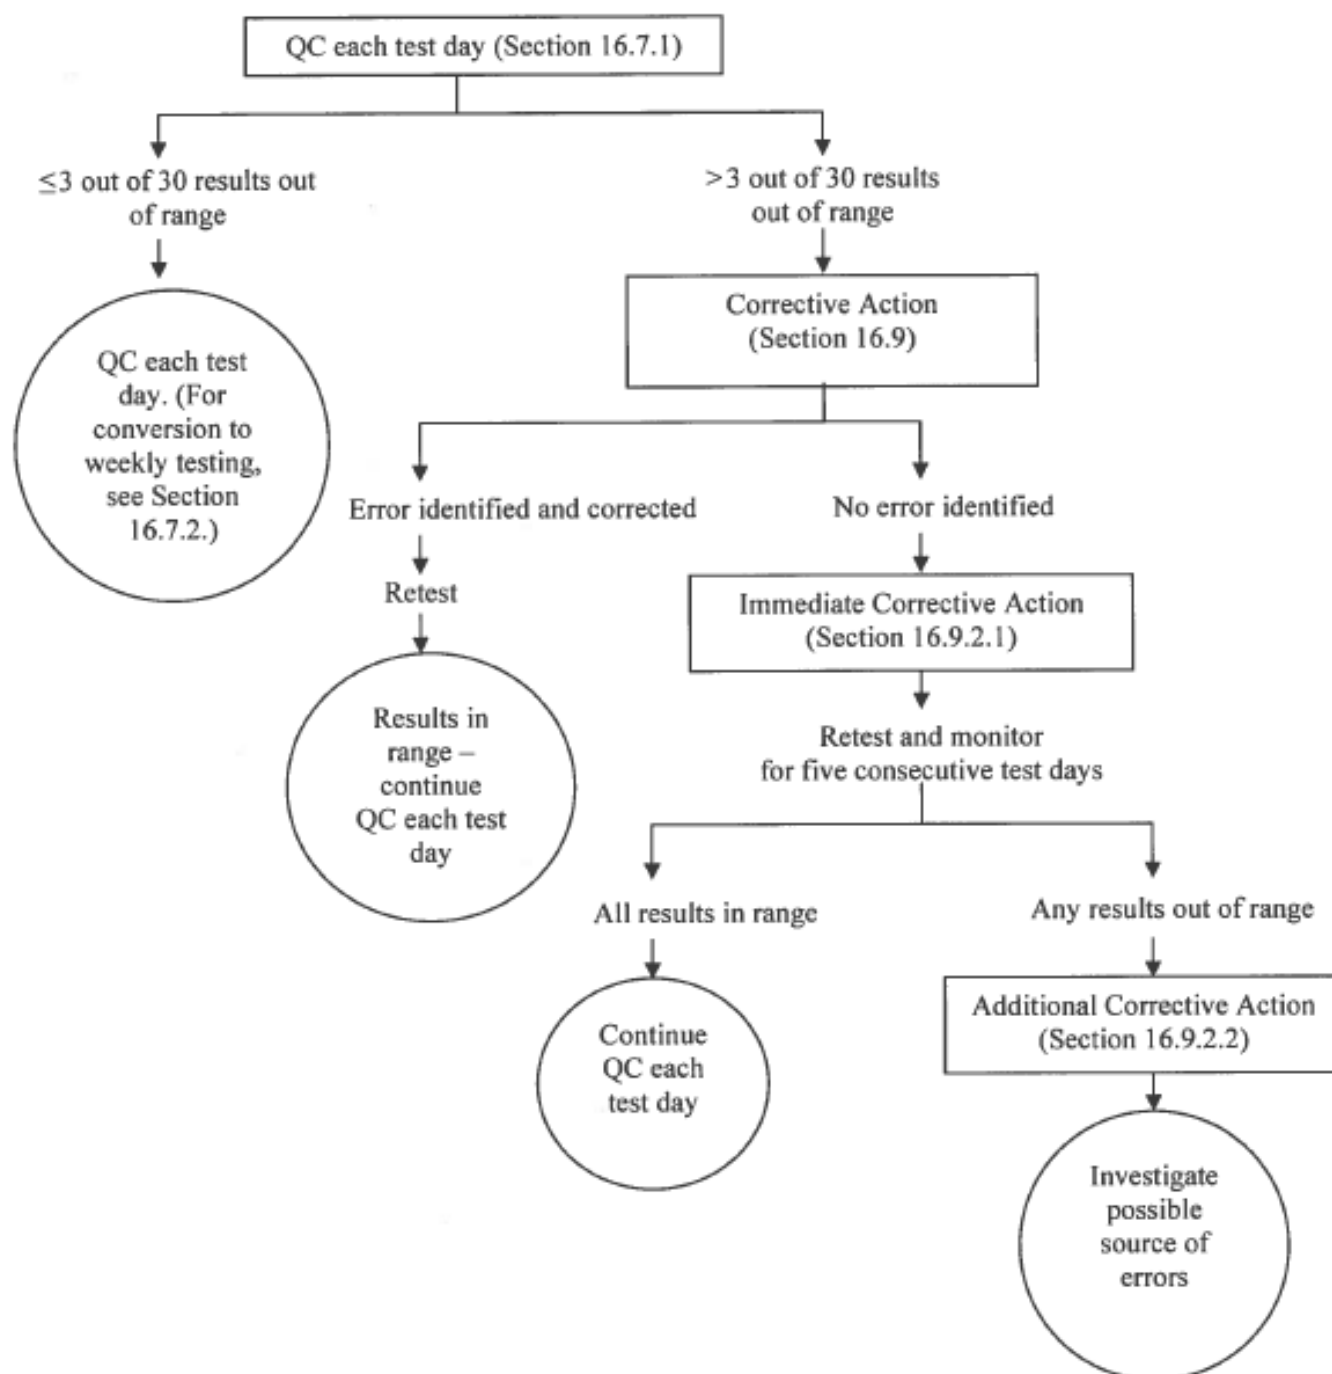 QC each test day (Section 16.7.1)
≤3 out of 30 results out
of range
>3 out of 30 results
out of range
QC each test
day. (For
conversion to
weekly testing,
see Section
16.7.2.)
Corrective Action
(Section 16.9)
Error identified and corrected
No error identified
Retest
Immediate Corrective Action
(Section 16.9.2.1)
Results in
range –
continue
QC each test
day
Retest and monitor
for five consecutive test days
All results in range
Any results out of range
Continue
QC each
test day
Additional Corrective Action
(Section 16.9.2.2)
Investigate
possible
source of
errors